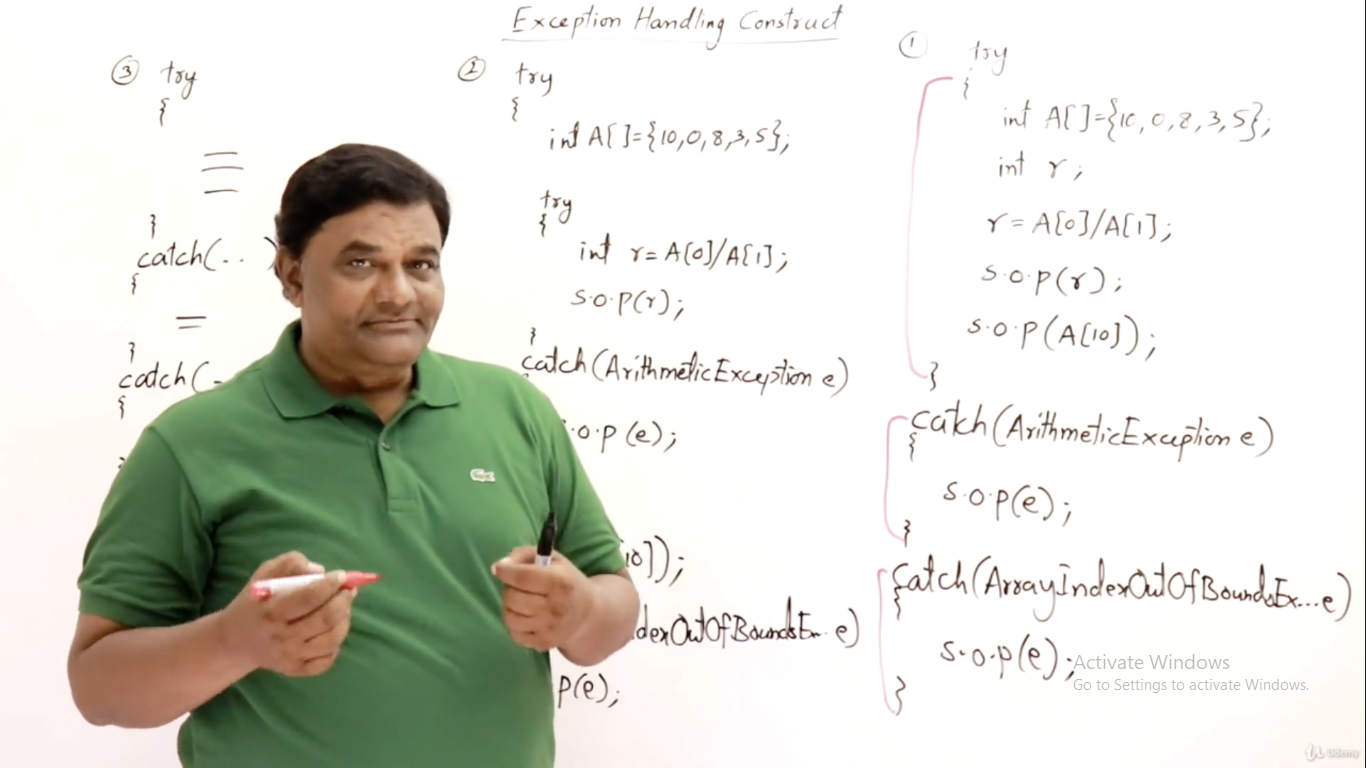 Exception Handling Construct
① try
{
int A[]={10,0,8,3,5};
int r;
r=A[0]/A[1];
s.o.p(r);
s.o.p(A[10]);
}
catch(ArithmeticException e)
{
s.o.p(e);
}
catch(ArrayIndexOutOfBoundsEx...e)
{
s.o.p(e);
}
② try
{
int A[]={10,0,8,3,5};
try
{
int r=A[0]/A[1];
s.o.p(r);
}
catch(ArithmeticException e)
.o.p(e);
10]);
dexOutOfBoundsEx.. e)
p(e);
③ try
{
}
catch(.. )
{
}
catch(
{
Activate Windows
Go to Settings to activate Windows.
Udemy